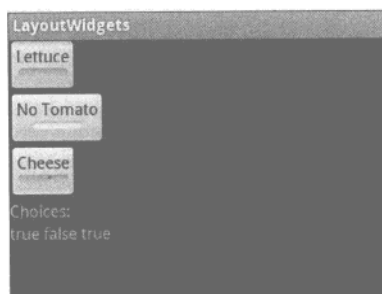 LayoutWidgets
Lettuce
No Tomato
Cheese
Choices:
true false true